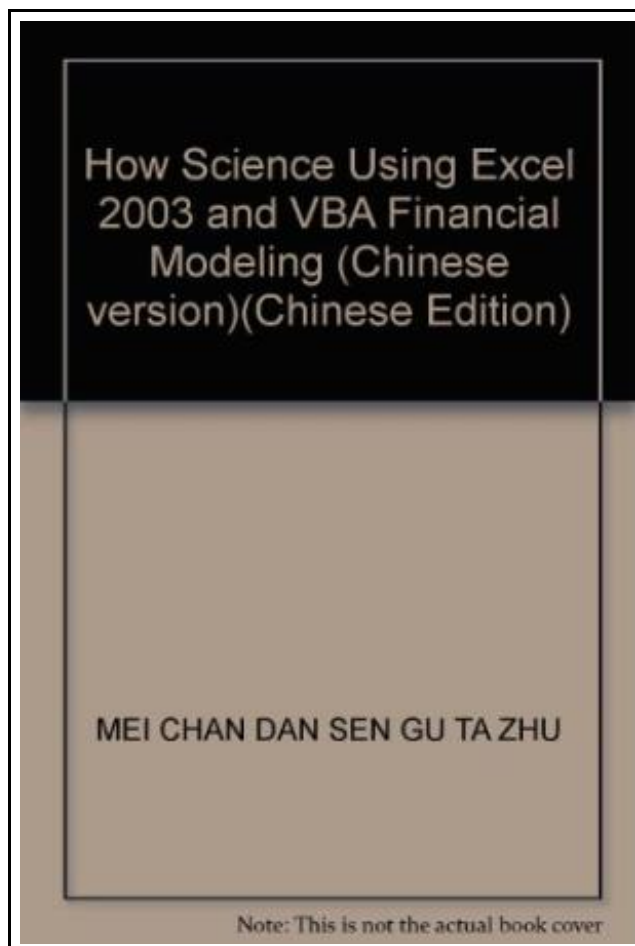 How Science Using Excel
2003 and VBA Financial
Modeling (Chinese
version)(Chinese Edition)
MEI CHAN DAN SEN GU TA ZHU
Note: This is not the actual book cover